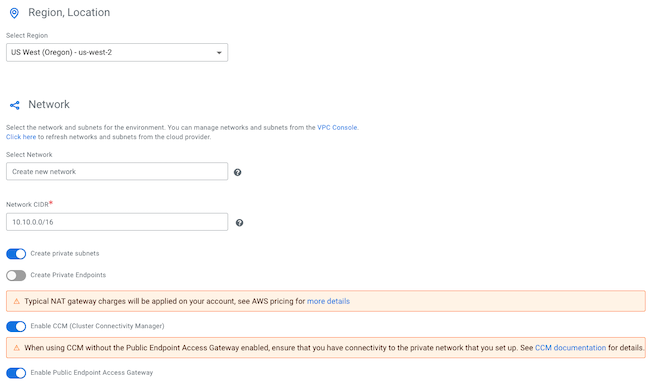 Region, Location
Select Region
US West (Oregon) - us-west-2
Network
Select the network and subnets for the environment. You can manage networks and subnets from the VPC Console.
Click here to refresh networks and subnets from the cloud provider.
Select Network
Create new network
Network CIDR*
10.10.0.0/16
Create private subnets
Create Private Endpoints
Typical NAT gateway charges will be applied on your account, see AWS pricing for more details
Enable CCM (Cluster Connectivity Manager)
When using CCM without the Public Endpoint Access Gateway enabled, ensure that you have connectivity to the private network that you set up. See CCM documentation for details.
Enable Public Endpoint Access Gateway